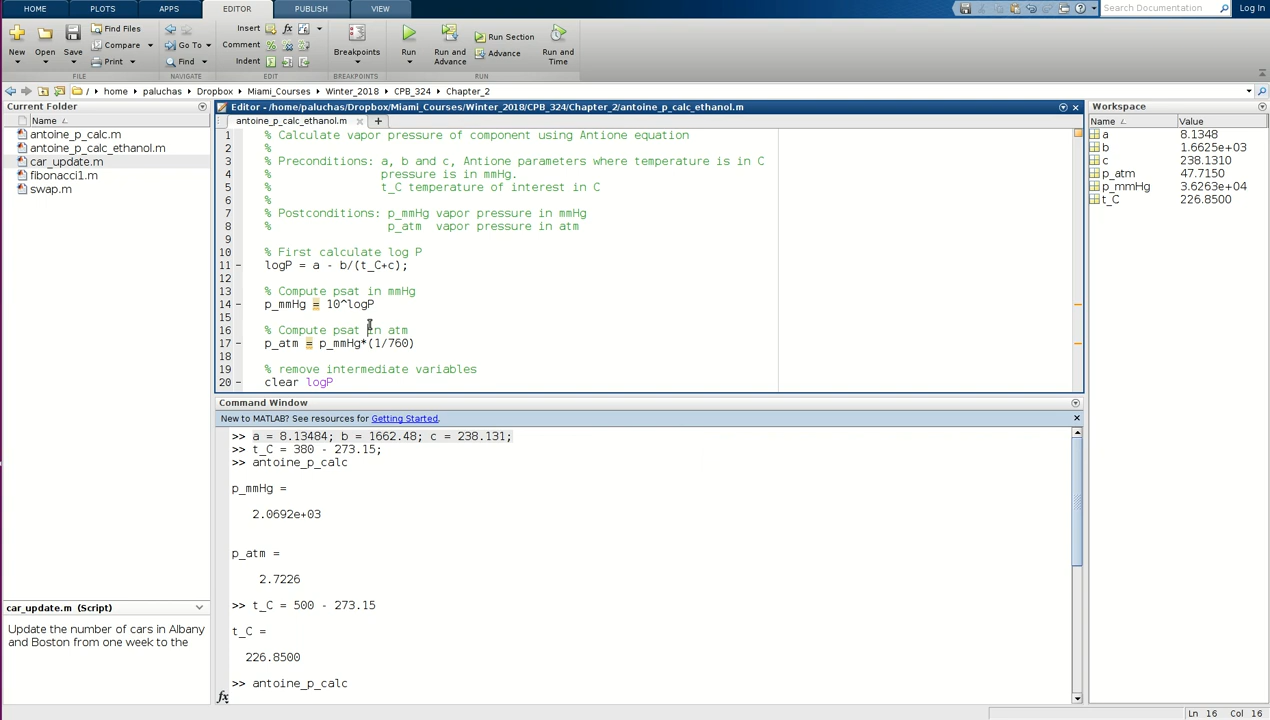 HOME PLOTS APPS EDITOR PUBLISH VIEW Search Documentation Log In
New Open Save Find Files Compare Print Go To Find Insert Comment Indent fx Breakpoints Run Run and Advance Run Section Advance Run and Time
FILE NAVIGATE EDIT BREAKPOINTS RUN
/ home paluchas Dropbox Miami_Courses Winter_2018 CPB_324 Chapter_2
Current Folder
Name
antoine_p_calc.m
antoine_p_calc_ethanol.m
car_update.m
fibonacci1.m
swap.m
car_update.m (Script)
Update the number of cars in Albany
and Boston from one week to the
Editor - /home/paluchas/Dropbox/Miami_Courses/Winter_2018/CPB_324/Chapter_2/antoine_p_calc_ethanol.m
antoine_p_calc_ethanol.m × +
1 % Calculate vapor pressure of component using Antione equation
2 %
3 % Preconditions: a, b and c, Antione parameters where temperature is in C
4 % pressure is in mmHg.
5 % t_C temperature of interest in C
6 %
7 % Postconditions: p_mmHg vapor pressure in mmHg
8 % p_atm vapor pressure in atm
9
10 % First calculate log P
11 - logP = a - b/(t_C+c);
12
13 % Compute psat in mmHg
14 - p_mmHg = 10^logP
15
16 % Compute psat in atm
17 - p_atm = p_mmHg*(1/760)
18
19 % remove intermediate variables
20 - clear logP
Command Window
New to MATLAB? See resources for Getting Started.
>> a = 8.13484; b = 1662.48; c = 238.131;
>> t_C = 380 - 273.15;
>> antoine_p_calc
p_mmHg =
2.0692e+03
p_atm =
2.7226
>> t_C = 500 - 273.15
t_C =
226.8500
>> antoine_p_calc
fx
Workspace
Name Value
a 8.1348
b 1.6625e+03
c 238.1310
p_atm 47.7150
p_mmHg 3.6263e+04
t_C 226.8500
Ln 16 Col 16